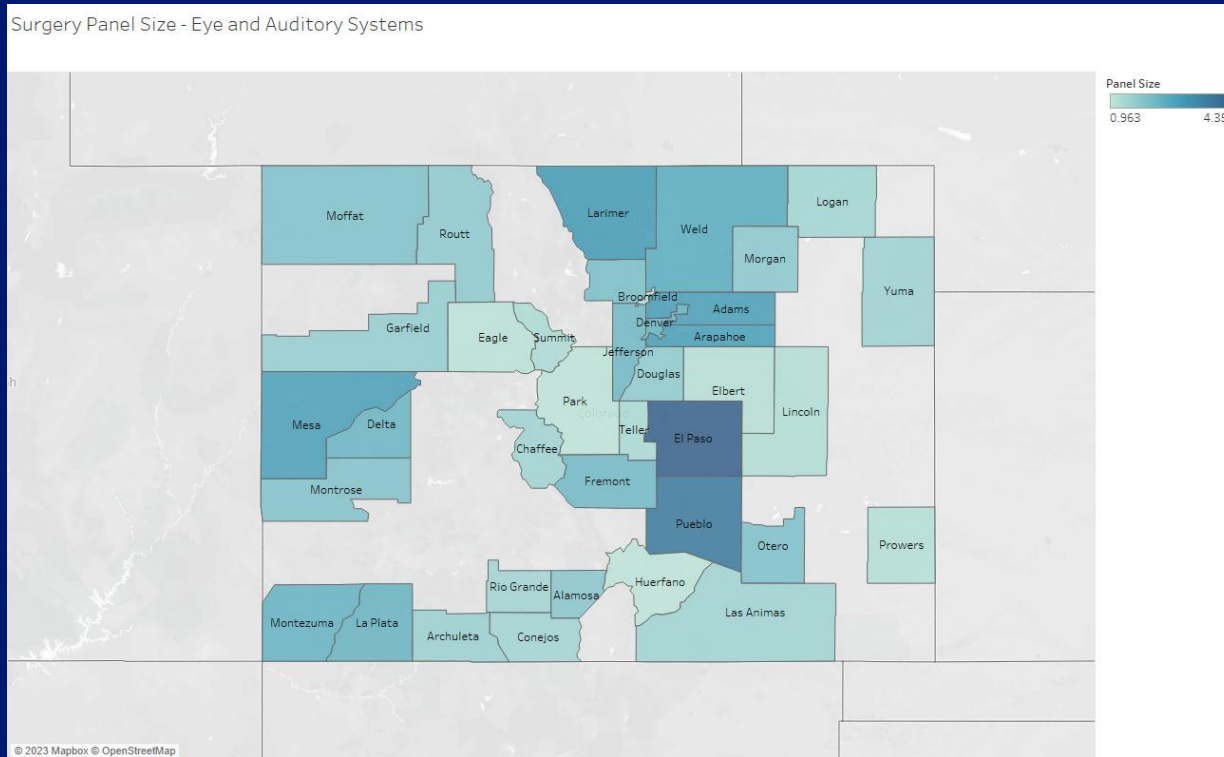 Surgery Panel Size - Eye and Auditory Systems
Panel Size
0.963
Moffat
Routt
Larimer
Weld
Logan
Morgan
Yuma
Broomfield
Adams
Denver
Arapahoe
Garfield
Eagle
Summit
Jefferson
Douglas
Elbert
Park
Lincoln
Mesa
Delta
Teller
El Paso
Chaffee
Montrose
Fremont
Pueblo
Otero
Prowers
Rio Grande
Alamosa
Huerfano
Montezuma
La Plata
Archuleta
Conejos
Las Animas
© 2023 Mapbox © OpenStreetMap